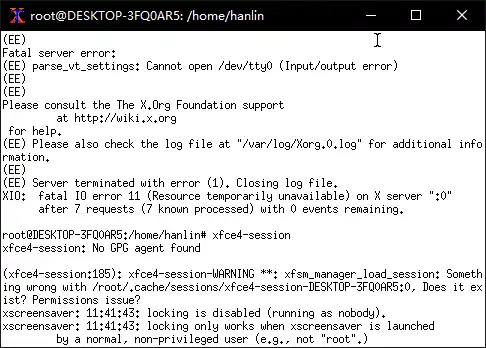 root@DESKTOP-3FQ0AR5: /home/hanlin
(EE)
Fatal server error:
(EE) parse_vt_settings: Cannot open /dev/tty0 (Input/output error)
(EE)
(EE)
Please consult the The X.Org Foundation support
at http://wiki.x.org
for help.
(EE) Please also check the log file at "/var/log/Xorg.0.log" for additional info
rmation.
(EE)
(EE) Server terminated with error (1). Closing log file.
XIO:  fatal IO error 11 (Resource temporarily unavailable) on X server ":0"
after 7 requests (7 known processed) with 0 events remaining.
root@DESKTOP-3FQ0AR5:/home/hanlin# xfce4-session
xfce4-session: No GPG agent found
(xfce4-session:185): xfce4-session-WARNING **: xfsm_manager_load_session: Someth
ing wrong with /root/.cache/sessions/xfce4-session-DESKTOP-3FQ0AR5:0, Does it ex
ist? Permissions issue?
xscreensaver: 11:41:43: locking is disabled (running as nobody).
xscreensaver: 11:41:43: locking only works when xscreensaver is launched
by a normal, non-privileged user (e.g., not "root".)